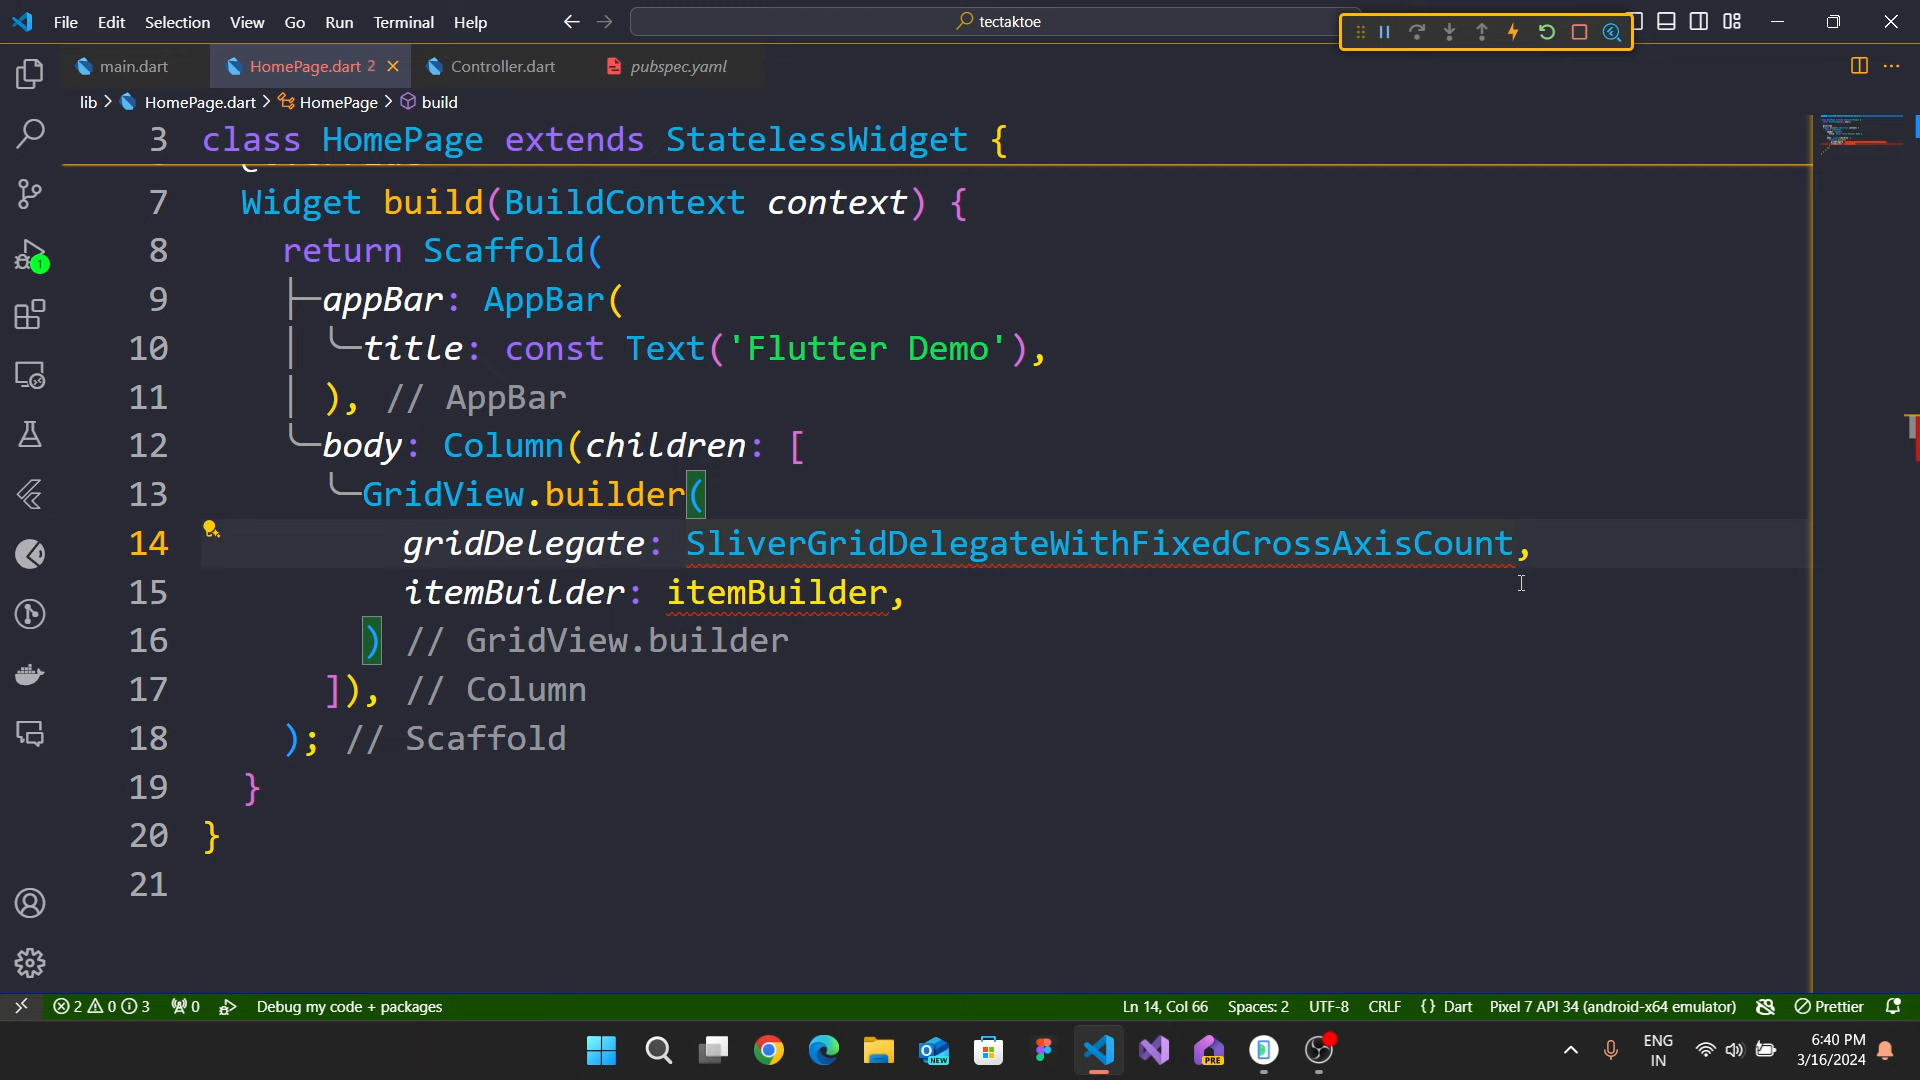 File Edit Selection View Go Run Terminal Help tectaktoe
main.dart HomePage.dart 2 Controller.dart pubspec.yaml
lib > HomePage.dart > HomePage > build
3 class HomePage extends StatelessWidget {
7 Widget build(BuildContext context) {
8 return Scaffold(
9 appBar: AppBar(
10 title: const Text('Flutter Demo'),
11 ), // AppBar
12 body: Column(children: [
13 GridView.builder(
14 gridDelegate: SliverGridDelegateWithFixedCrossAxisCount,
15 itemBuilder: itemBuilder,
16 ) // GridView.builder
17 ]), // Column
18 ); // Scaffold
19 }
20 }
21
1
2 0 3 0 Debug my code + packages Ln 14, Col 66 Spaces: 2 UTF-8 CRLF {} Dart Pixel 7 API 34 (android-x64 emulator) Prettier
NEW PRE ENG IN 6:40 PM 3/16/2024